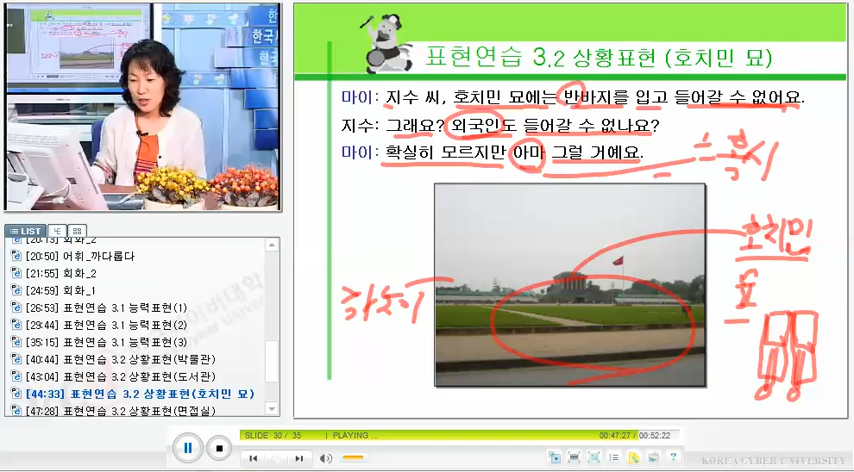 표현연습 3.2 상황표현 (호치민 묘)
마이: 지수 씨, 호치민 묘에는 반바지를 입고 들어갈 수 없어요.
지수: 그래요? 외국인도 들어갈 수 없나요?
마이: 확실히 모르지만 아마 그럴 거예요.
혹시
호치민
묘
하노이
LIST
[20:13] 회화_2
[20:50] 어휘_까다롭다
[21:55] 회화_2
[24:59] 회화_1
[26:53] 표현연습 3.1 능력표현(1)
[29:44] 표현연습 3.1 능력표현(2)
[35:15] 표현연습 3.1 능력표현(3)
[40:44] 표현연습 3.2 상황표현(박물관)
[43:04] 표현연습 3.2 상황표현(도서관)
[44:33] 표현연습 3.2 상황표현(호치민 묘)
[47:28] 표현연습 3.2 상황표현(면접실)
SLIDE 30 / 35 PLAYING ...
00:47:27 / 00:52:22
KOREA CYBER UNIVERSITY